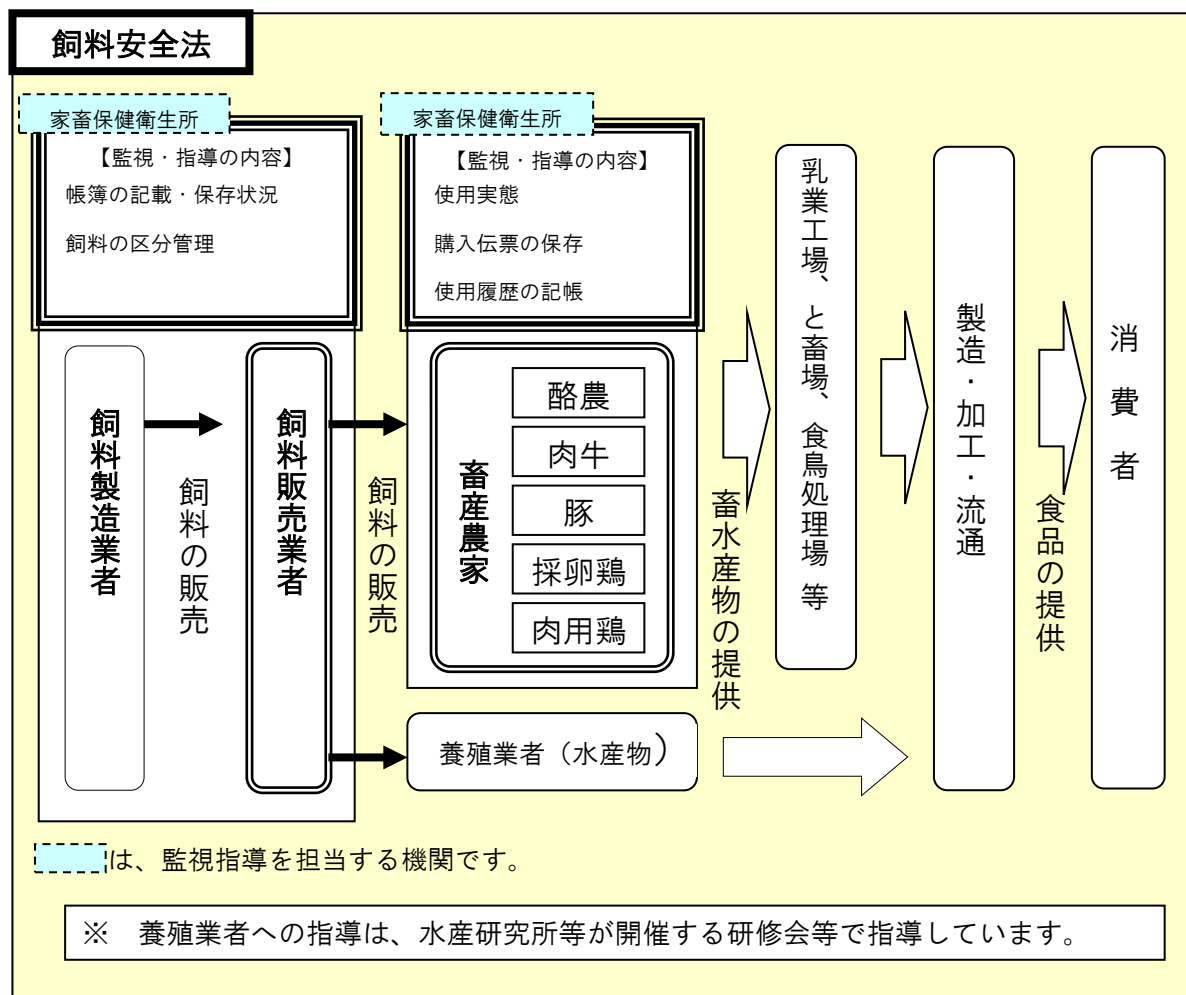 飼料安全法
家畜保健衛生所
【監視・指導の内容】
帳簿の記載・保存状況
飼料の区分管理
家畜保健衛生所
【監視・指導の内容】
使用実態
購入伝票の保存
使用履歴の記帳
飼料製造業者
飼料の販売
飼料販売業者
飼料の販売
畜産農家
酪農
肉牛
豚
採卵鶏
肉用鶏
養殖業者（水産物）
畜水産物の提供
乳業工場、と畜場、食鳥処理場 等
製造・加工・流通
食品の提供
消費者
は、監視指導を担当する機関です。
※　養殖業者への指導は、水産研究所等が開催する研修会等で指導しています。